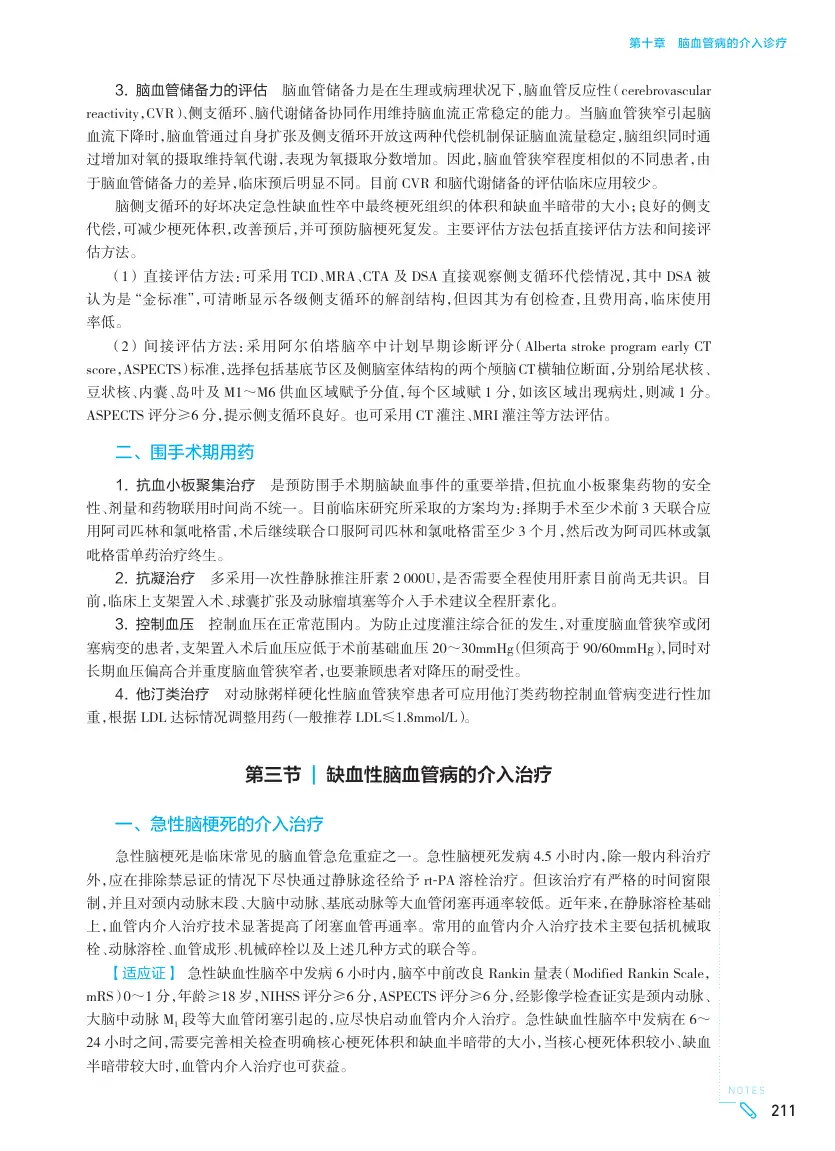 第十章 脑血管病的介入诊疗
3. 脑血管储备力的评估 脑血管储备力是在生理或病理状况下，脑血管反应性（cerebrovascular
reactivity，CVR）、侧支循环、脑代谢储备协同作用维持脑血流正常稳定的能力。当脑血管狭窄引起脑
血流下降时，脑血管通过自身扩张及侧支循环开放这两种代偿机制保证脑血流量稳定，脑组织同时通
过增加对氧的摄取维持氧代谢，表现为氧摄取分数增加。因此，脑血管狭窄程度相似的不同患者，由
于脑血管储备力的差异，临床预后明显不同。目前 CVR 和脑代谢储备的评估临床应用较少。
脑侧支循环的好坏决定急性缺血性卒中最终梗死组织的体积和缺血半暗带的大小；良好的侧支
代偿，可减少梗死体积，改善预后，并可预防脑梗死复发。主要评估方法包括直接评估方法和间接评
估方法。
（1）直接评估方法：可采用 TCD、MRA、CTA 及 DSA 直接观察侧支循环代偿情况，其中 DSA 被
认为是“金标准”，可清晰显示各级侧支循环的解剖结构，但因其为有创检查，且费用高，临床使用
率低。
（2）间接评估方法：采用阿尔伯塔脑卒中计划早期诊断评分（Alberta stroke program early CT
score，ASPECTS）标准，选择包括基底节区及侧脑室体结构的两个颅脑CT横轴位断面，分别给尾状核、
豆状核、内囊、岛叶及 M1～M6 供血区域赋予分值，每个区域赋 1 分，如该区域出现病灶，则减 1 分。
ASPECTS 评分≥6 分，提示侧支循环良好。也可采用 CT 灌注、MRI 灌注等方法评估。
二、围手术期用药
1. 抗血小板聚集治疗 是预防围手术期脑缺血事件的重要举措，但抗血小板聚集药物的安全
性、剂量和药物联用时间尚不统一。目前临床研究所采取的方案均为：择期手术至少术前 3 天联合应
用阿司匹林和氯吡格雷，术后继续联合口服阿司匹林和氯吡格雷至少 3 个月，然后改为阿司匹林或氯
吡格雷单药治疗终生。
2. 抗凝治疗 多采用一次性静脉推注肝素 2 000U，是否需要全程使用肝素目前尚无共识。目
前，临床上支架置入术、球囊扩张及动脉瘤填塞等介入手术建议全程肝素化。
3. 控制血压 控制血压在正常范围内。为防止过度灌注综合征的发生，对重度脑血管狭窄或闭
塞病变的患者，支架置入术后血压应低于术前基础血压 20～30mmHg（但须高于 90/60mmHg），同时对
长期血压偏高合并重度脑血管狭窄者，也要兼顾患者对降压的耐受性。
4. 他汀类治疗 对动脉粥样硬化性脑血管狭窄患者可应用他汀类药物控制血管病变进行性加
重，根据 LDL 达标情况调整用药（一般推荐 LDL≤1.8mmol/L）。
第三节 | 缺血性脑血管病的介入治疗
一、急性脑梗死的介入治疗
急性脑梗死是临床常见的脑血管急危重症之一。急性脑梗死发病 4.5 小时内，除一般内科治疗
外，应在排除禁忌证的情况下尽快通过静脉途径给予 rt-PA 溶栓治疗。但该治疗有严格的时间窗限
制，并且对颈内动脉末段、大脑中动脉、基底动脉等大血管闭塞再通率较低。近年来，在静脉溶栓基础
上，血管内介入治疗技术显著提高了闭塞血管再通率。常用的血管内介入治疗技术主要包括机械取
栓、动脉溶栓、血管成形、机械碎栓以及上述几种方式的联合等。
【适应证】 急性缺血性脑卒中发病 6 小时内，脑卒中前改良 Rankin 量表（Modified Rankin Scale，
mRS）0～1 分，年龄≥18 岁，NIHSS 评分≥6 分，ASPECTS 评分≥6 分，经影像学检查证实是颈内动脉、
大脑中动脉 M₁ 段等大血管闭塞引起的，应尽快启动血管内介入治疗。急性缺血性脑卒中发病在 6～
24 小时之间，需要完善相关检查明确核心梗死体积和缺血半暗带的大小，当核心梗死体积较小、缺血
半暗带较大时，血管内介入治疗也可获益。
NOTES
211